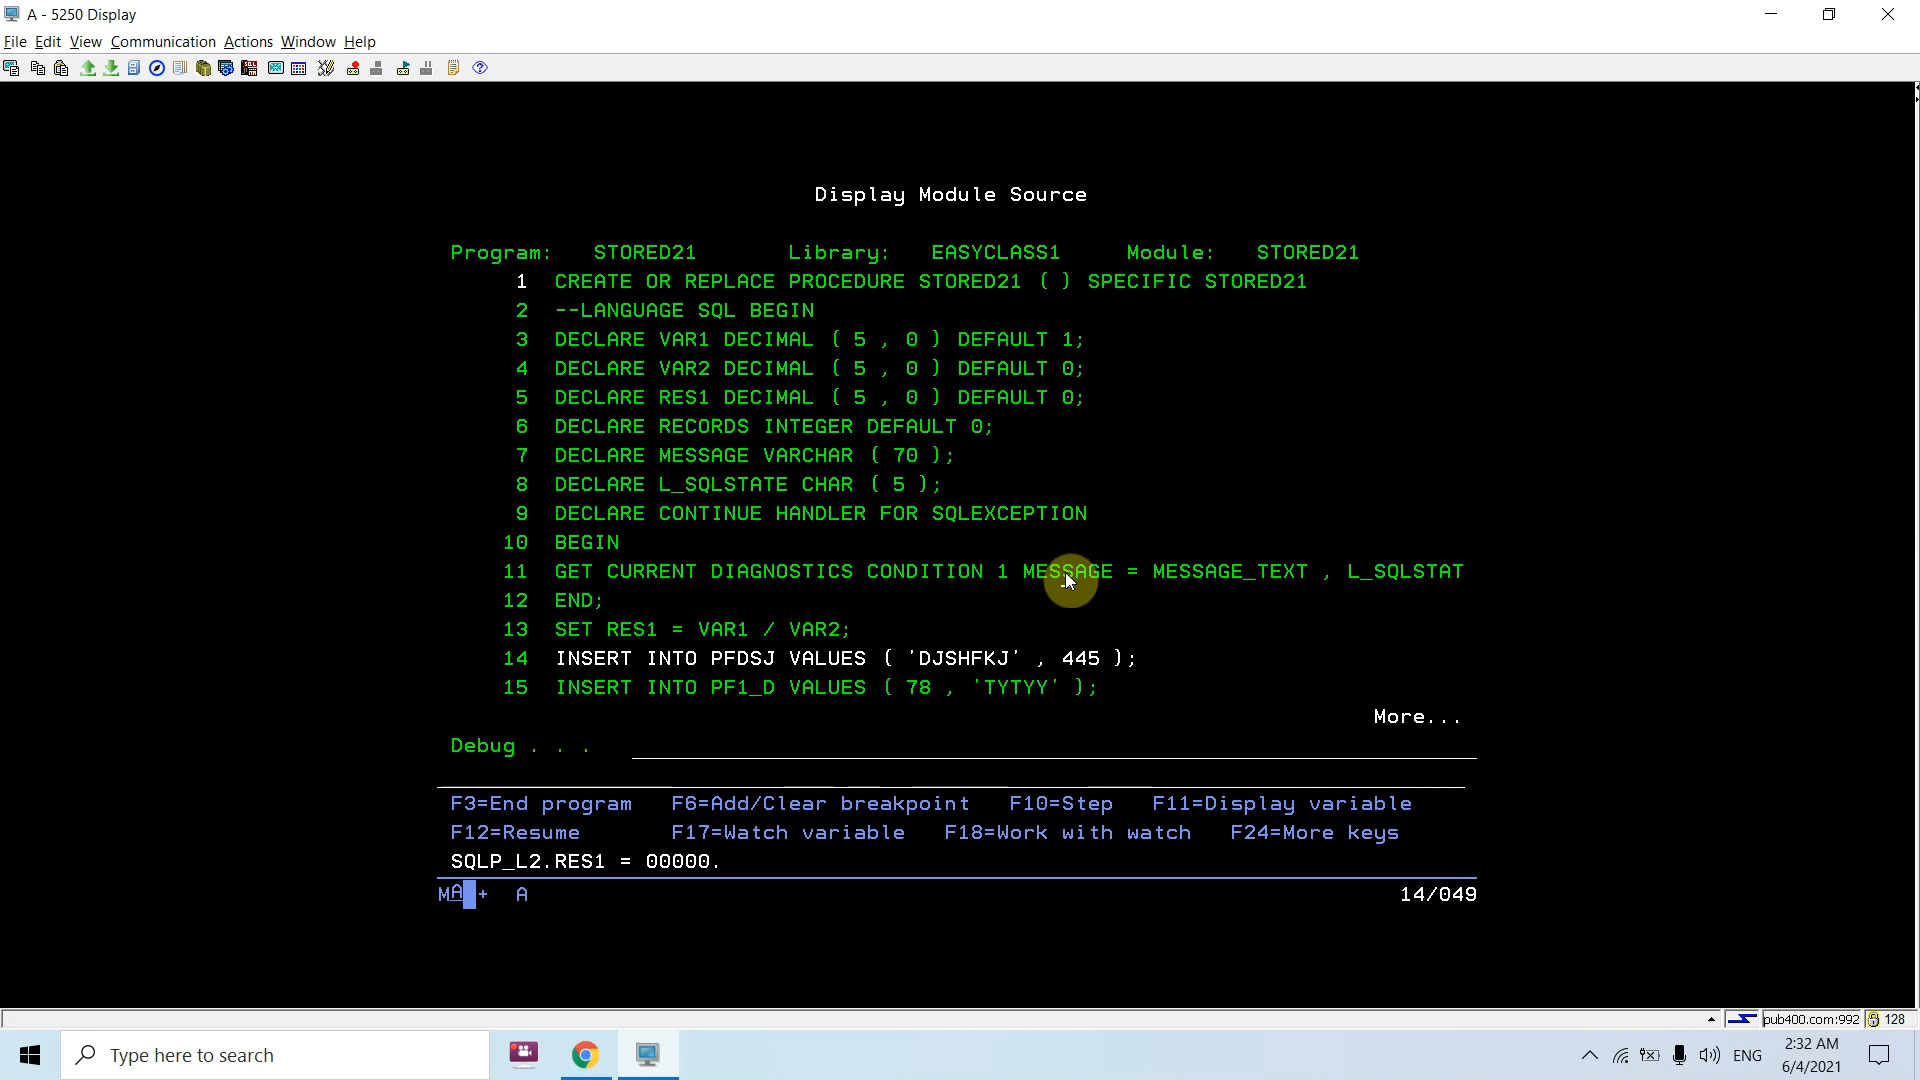 A - 5250 Display
File Edit View Communication Actions Window Help
Display Module Source
Program: STORED21 Library: EASYCLASS1 Module: STORED21
1 CREATE OR REPLACE PROCEDURE STORED21 ( ) SPECIFIC STORED21
2 --LANGUAGE SQL BEGIN
3 DECLARE VAR1 DECIMAL ( 5 , 0 ) DEFAULT 1;
4 DECLARE VAR2 DECIMAL ( 5 , 0 ) DEFAULT 0;
5 DECLARE RES1 DECIMAL ( 5 , 0 ) DEFAULT 0;
6 DECLARE RECORDS INTEGER DEFAULT 0;
7 DECLARE MESSAGE VARCHAR ( 70 );
8 DECLARE L_SQLSTATE CHAR ( 5 );
9 DECLARE CONTINUE HANDLER FOR SQLEXCEPTION
10 BEGIN
11 GET CURRENT DIAGNOSTICS CONDITION 1 MESSAGE = MESSAGE_TEXT , L_SQLSTAT
12 END;
13 SET RES1 = VAR1 / VAR2;
14 INSERT INTO PFDSJ VALUES ( 'DJSHFKJ' , 445 );
15 INSERT INTO PF1_D VALUES ( 78 , 'TYTYY' );
More...
Debug . . .
F3=End program F6=Add/Clear breakpoint F10=Step F11=Display variable
F12=Resume F17=Watch variable F18=Work with watch F24=More keys
SQLP_L2.RES1 = 00000.
MA + A 14/049
pub400.com:992 128
Type here to search
ENG
2:32 AM
6/4/2021